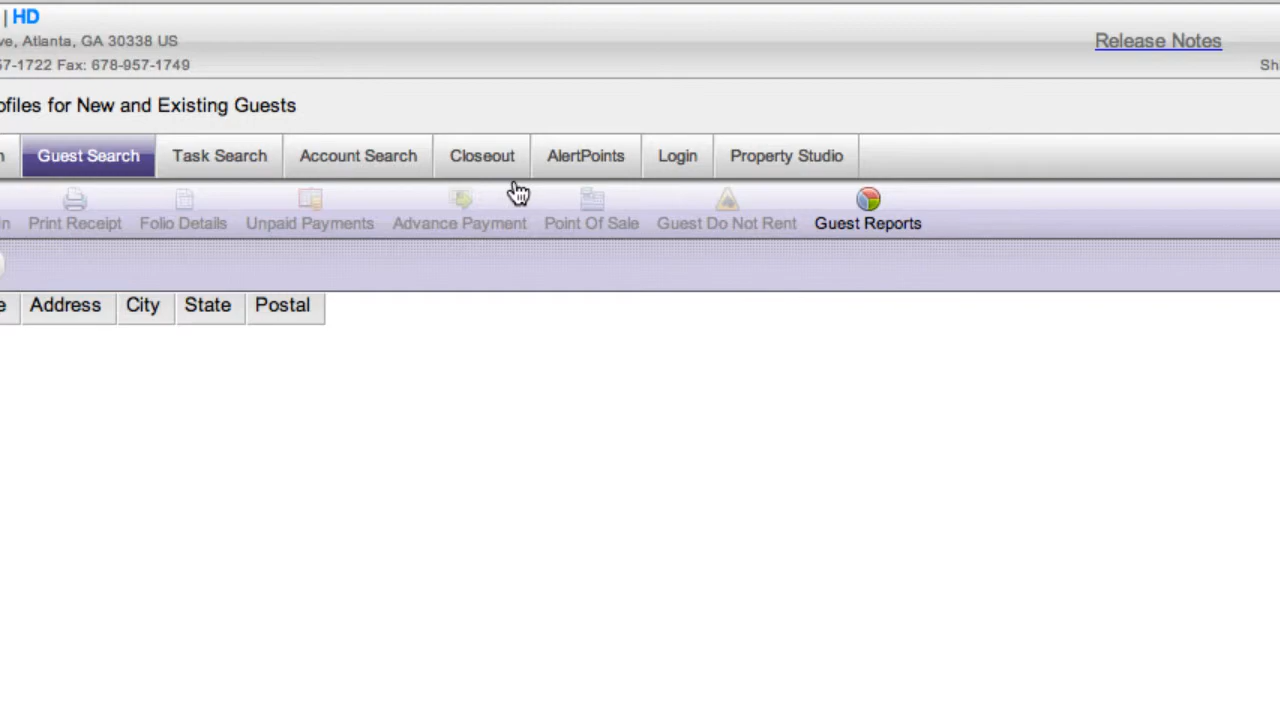 | HD
ve, Atlanta, GA 30338 US
Release Notes
57-1722 Fax: 678-957-1749
Sh
ofiles for New and Existing Guests
n Guest Search Task Search Account Search Closeout AlertPoints Login Property Studio
in Print Receipt Folio Details Unpaid Payments Advance Payment Point Of Sale Guest Do Not Rent Guest Reports
e Address City State Postal